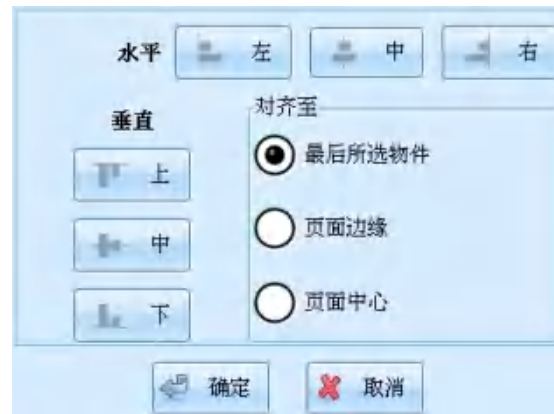 水平 左 中 右
垂直
对齐至
上
最后所选物件
中
页面边缘
下
页面中心
确定 取消